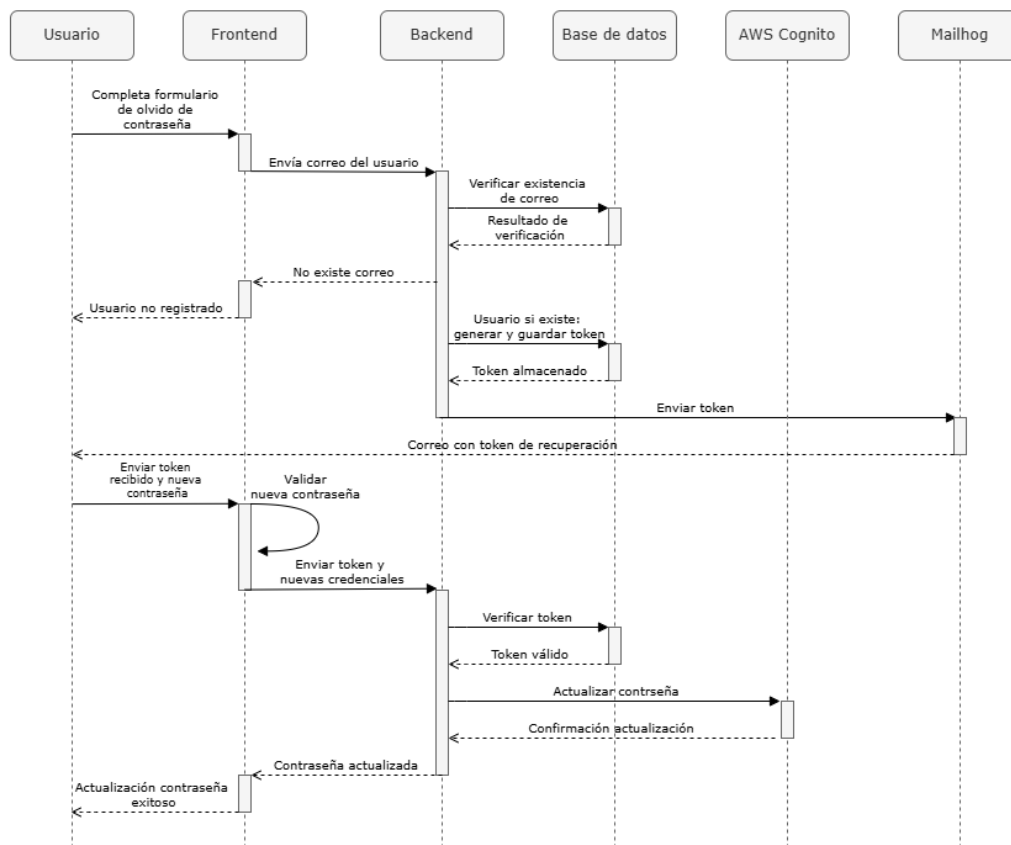 Usuario
Frontend
Backend
Base de datos
AWS Cognito
Mailhog
Completa formulario
de olvido de
contraseña
Envía correo del usuario
Verificar existencia
de correo
Resultado de
verificación
No existe correo
Usuario no registrado
Usuario si existe:
generar y guardar token
Token almacenado
Enviar token
Correo con token de recuperación
Enviar token
recibido y nueva
contraseña
Validar
nueva contraseña
Enviar token y
nuevas credenciales
Verificar token
Token válido
Actualizar contrseña
Confirmación actualización
Contraseña actualizada
Actualización contraseña
exitoso